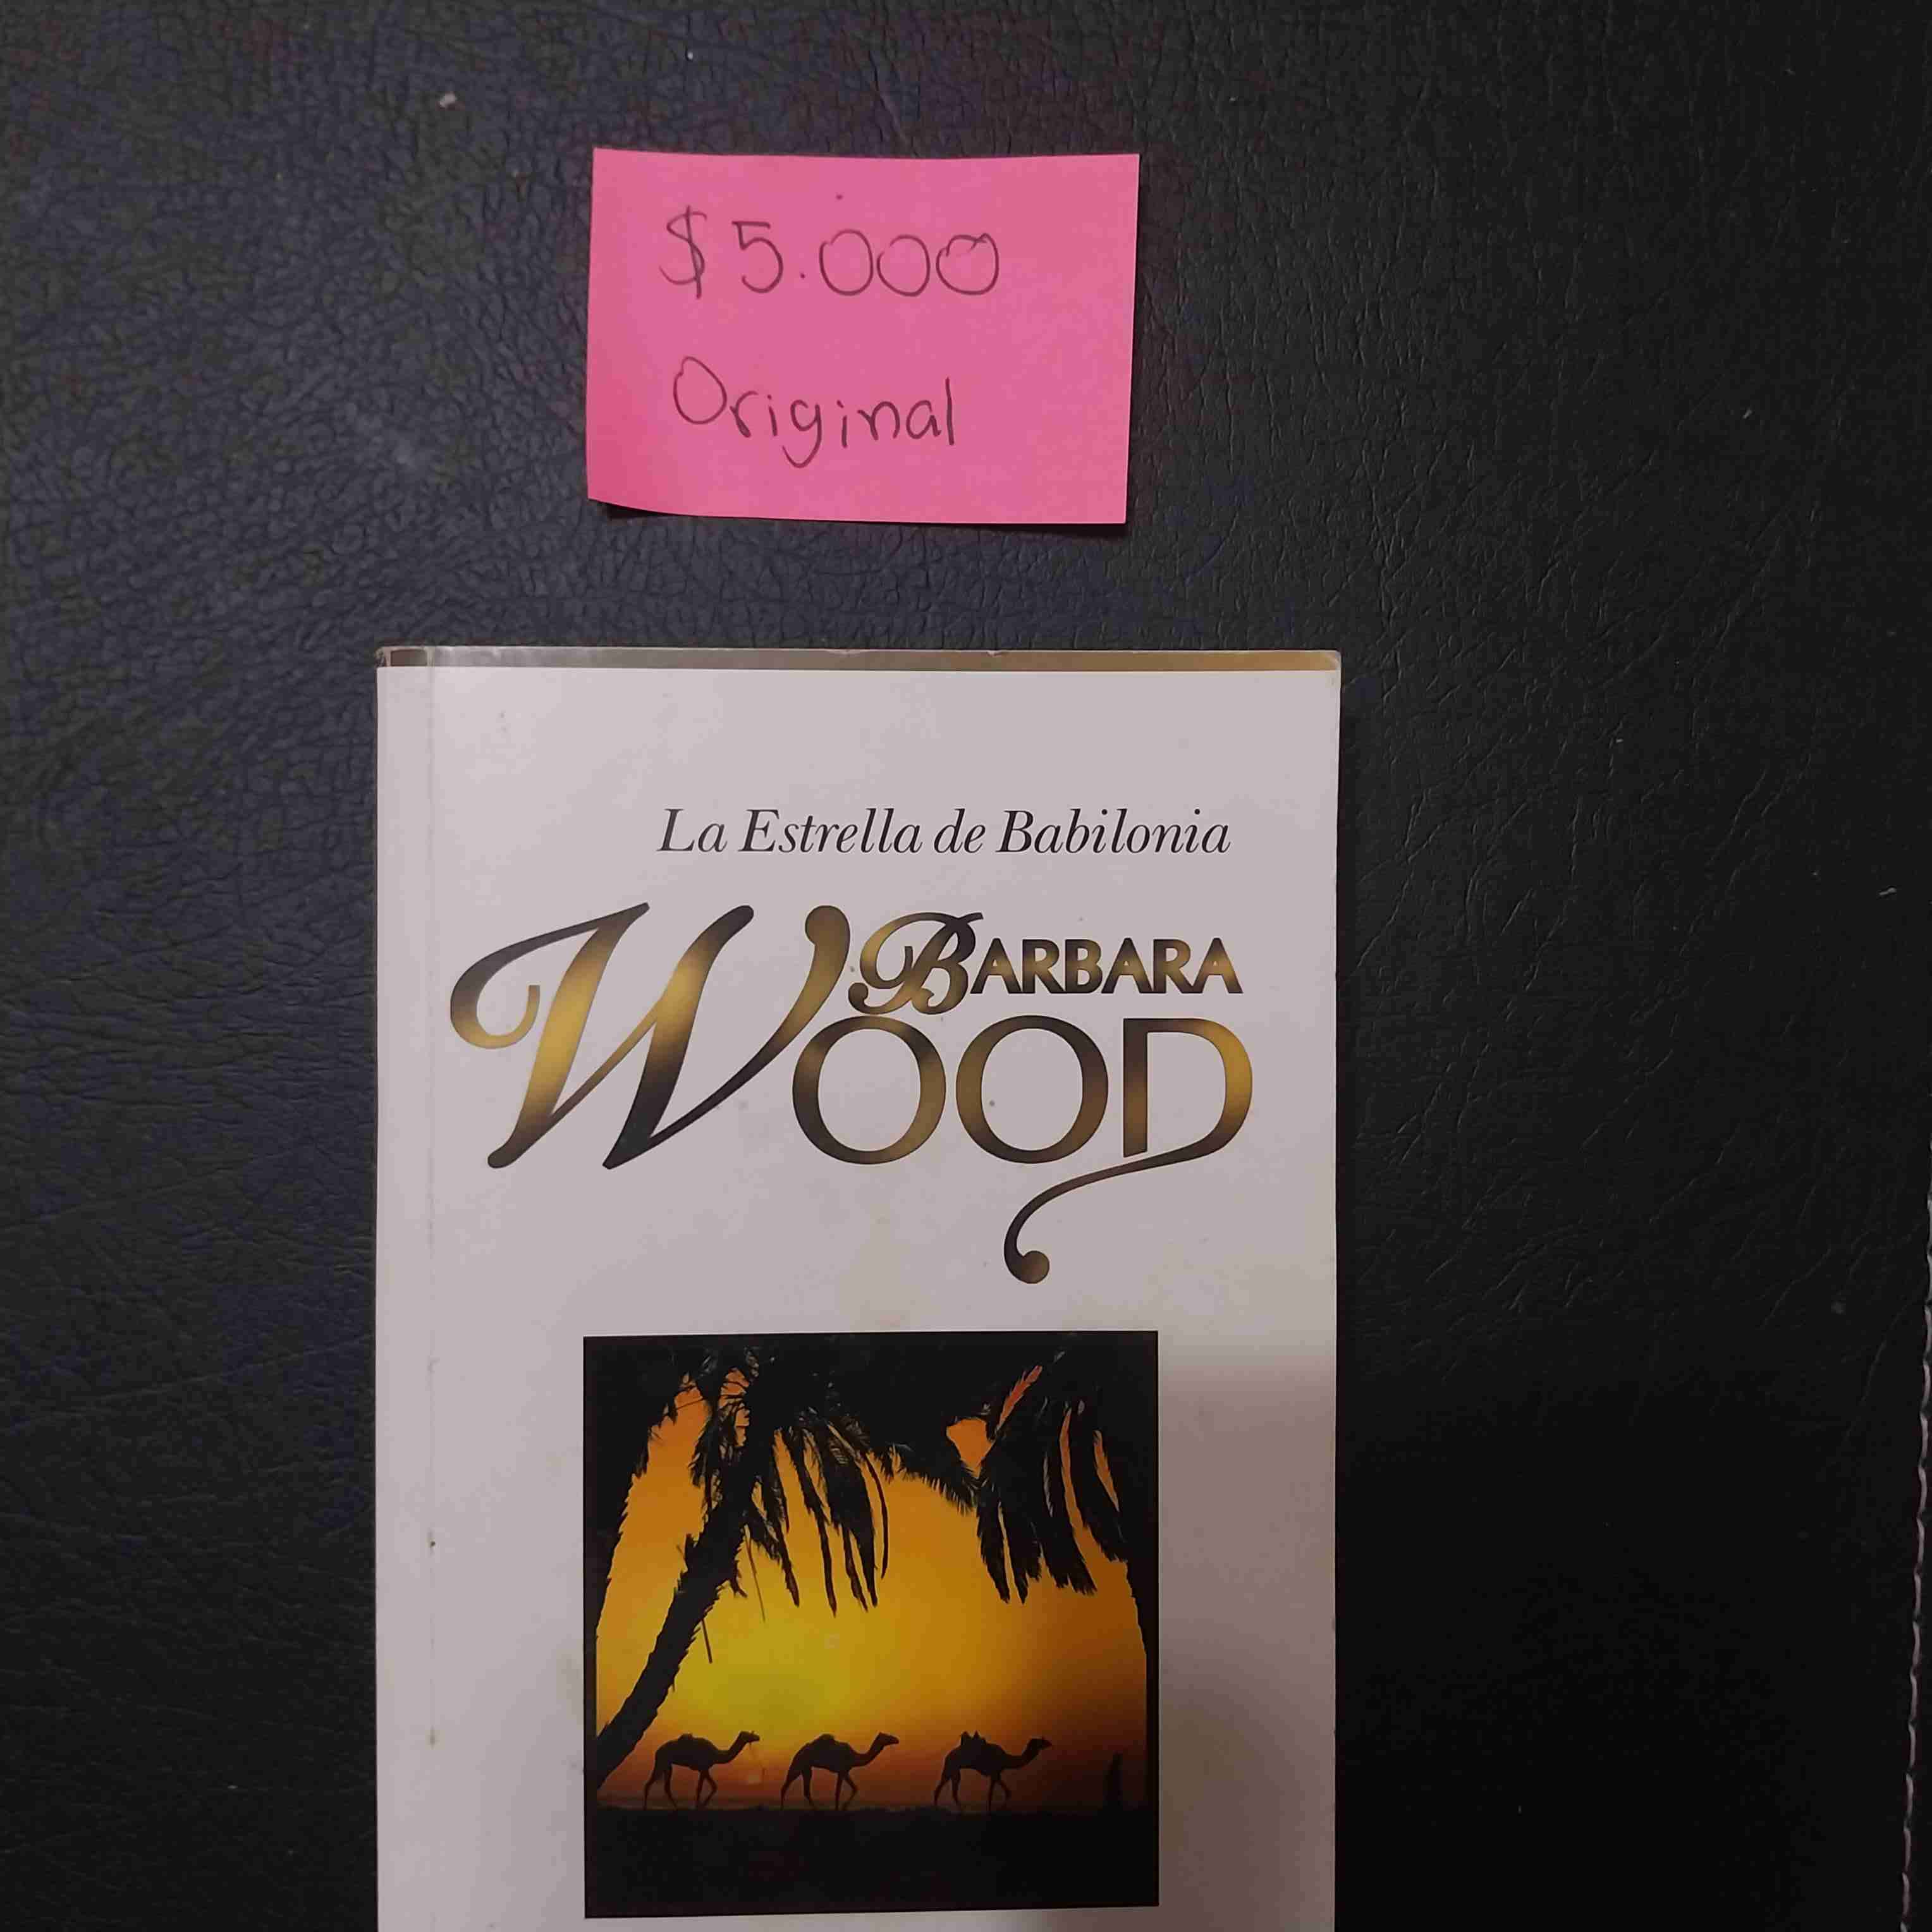 $5.000
Original
La Estrella de Babilonia
BARBARA
WOOD